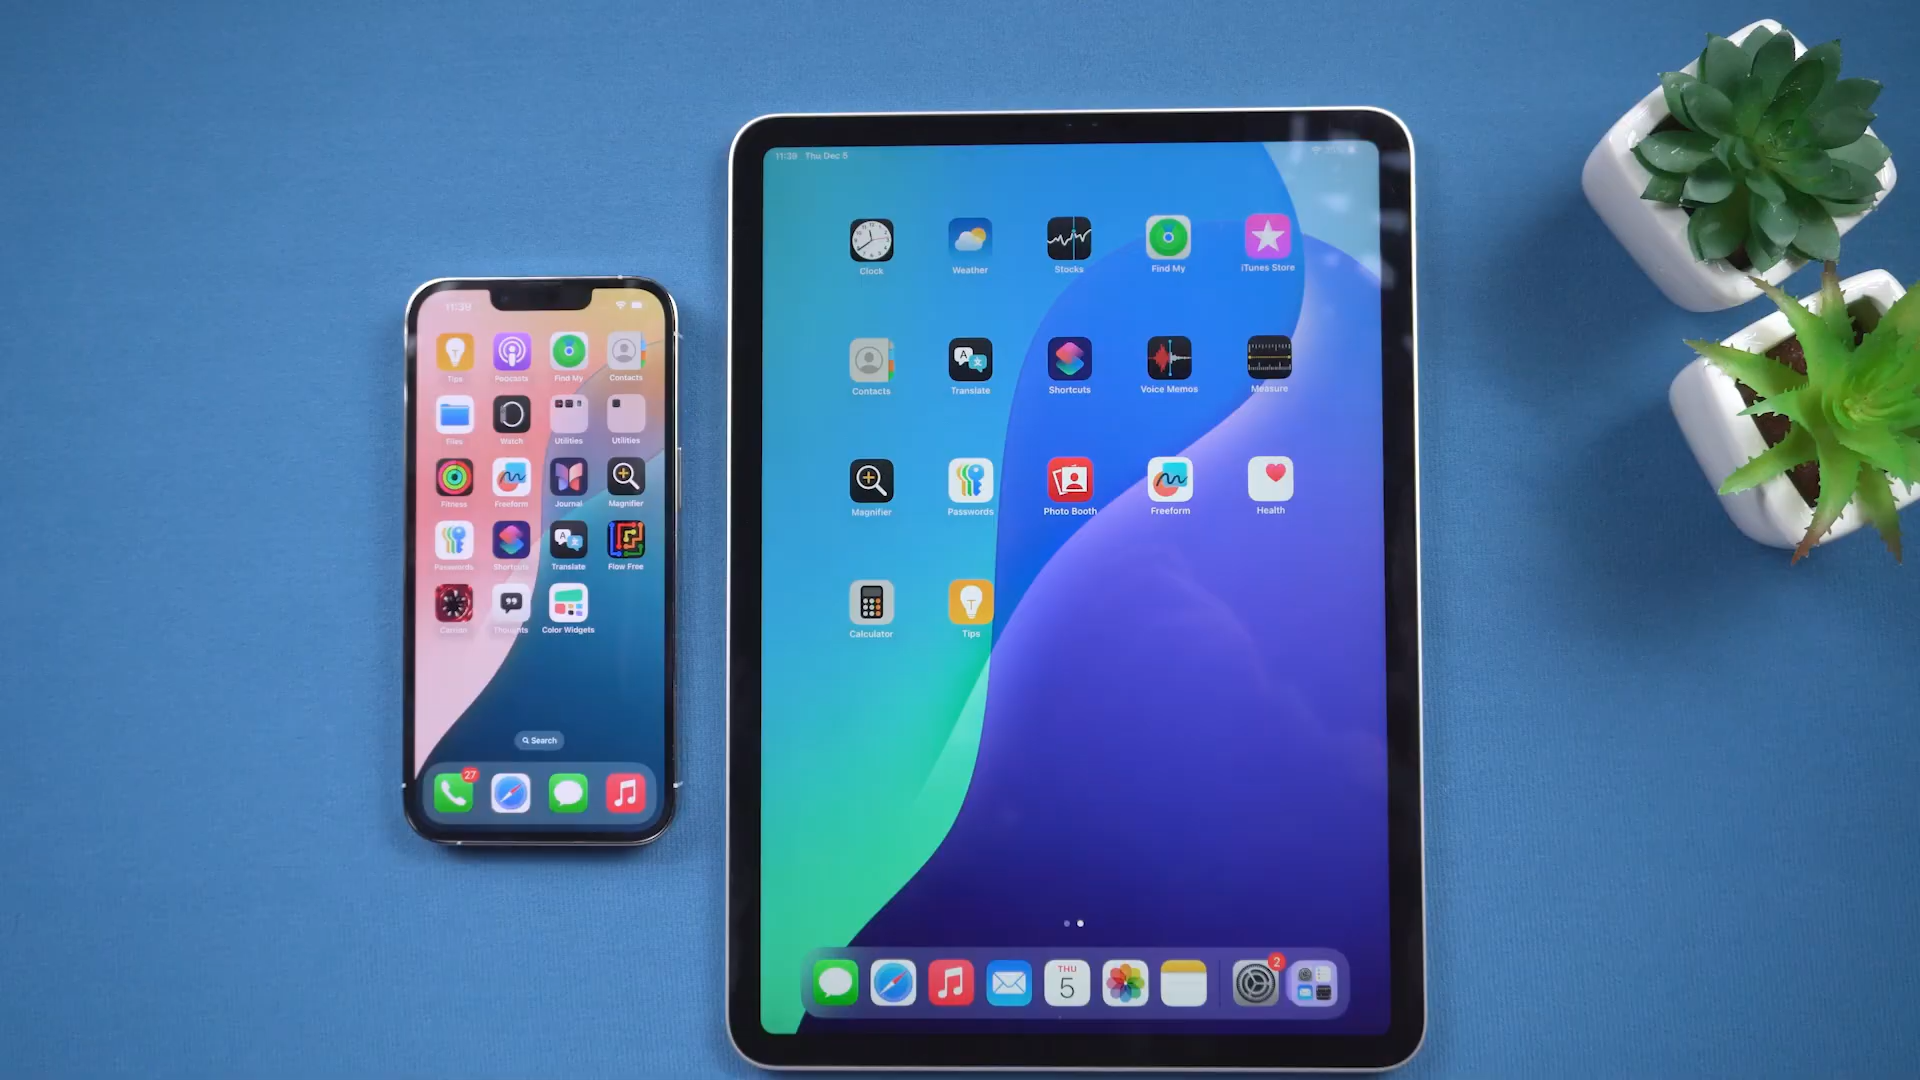 11:39
Tips Podcasts Find My Contacts
Files Watch Utilities Utilities
Fitness Freeform Journal Magnifier
Passwords Shortcuts Translate Flow Free
Thoughts Color Widgets
Search
27
11:39 Thu Dec 5
Clock Weather Stocks Find My iTunes Store
Contacts Translate Shortcuts Voice Memos Measure
Magnifier Passwords Photo Booth Freeform Health
Calculator Tips
THU
5
2